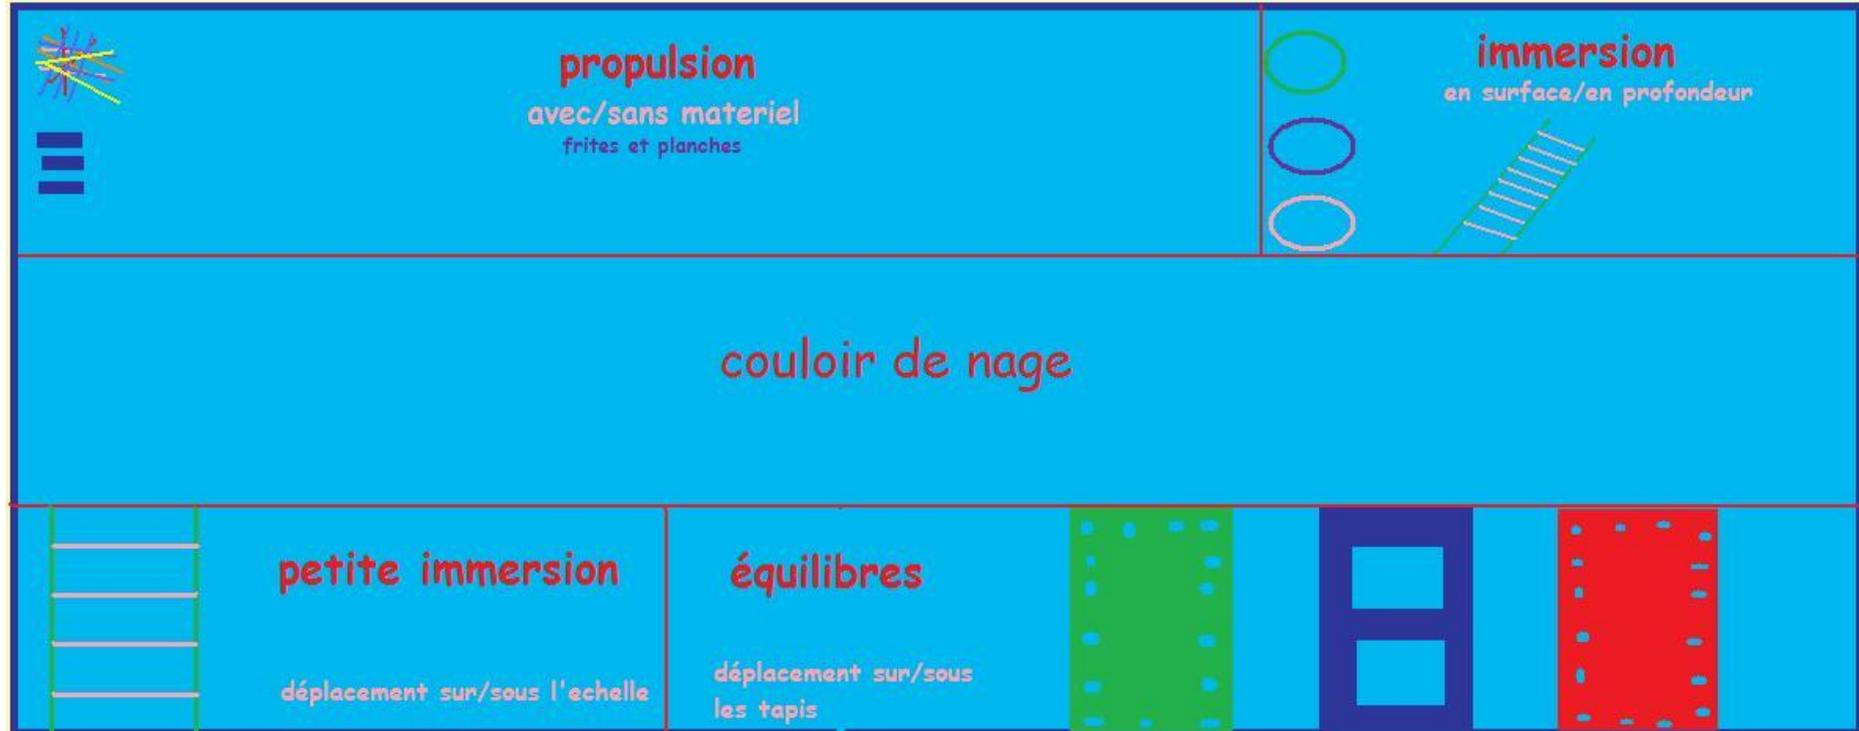 propulsion
avec/sans materiel
frites et planches
immersion
en surface/en profondeur
couloir de nage
petite immersion
déplacement sur/sous l'echelle
équilibres
déplacement sur/sous
les tapis